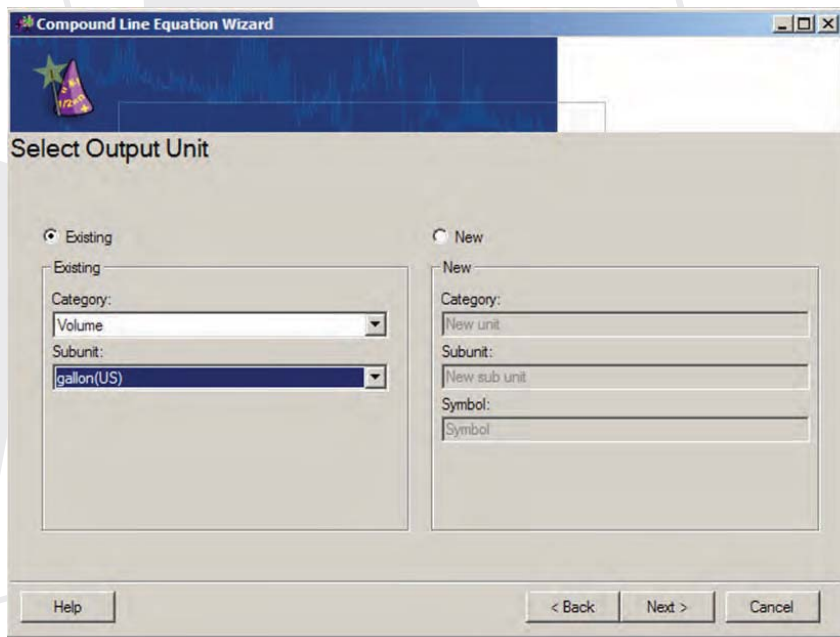 Compound Line Equation Wizard
Select Output Unit
Existing
New
Existing
Category:
Volume
Subunit:
gallon(US)
New
Category:
New unit
Subunit:
New sub unit
Symbol:
Symbol
Help
< Back
Next >
Cancel